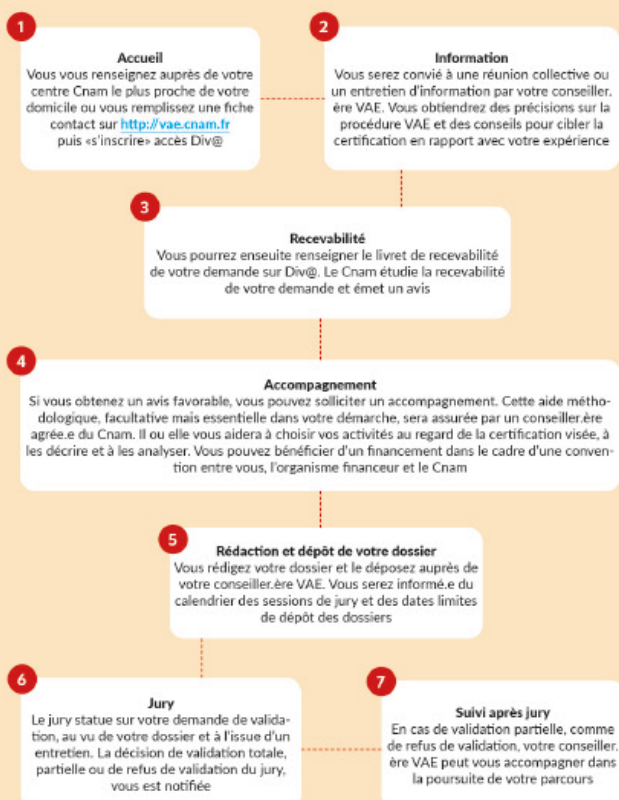 1
Accueil
Vous vous renseignez auprès de votre
centre Cnam le plus proche de votre
domicile ou vous remplissez une fiche
contact sur http://vae.cnam.fr
puis «s'inscrire» accès Div@
2
Information
Vous serez convié à une réunion collective ou
un entretien d'information par votre conseiller.
ère VAE. Vous obtiendrez des précisions sur la
procédure VAE et des conseils pour cibler la
certification en rapport avec votre expérience
3
Recevabilité
Vous pourrez enseuite renseigner le livret de recevabilité
de votre demande sur Div@. Le Cnam étudie la recevabilité
de votre demande et émet un avis
4
Accompagnement
Si vous obtenez un avis favorable, vous pouvez solliciter un accompagnement. Cette aide métho-
dologique, facultative mais essentielle dans votre démarche, sera assurée par un conseiller.ère
agrée.e du Cnam. Il ou elle vous aidera à choisir vos activités au regard de la certification visée, à
les décrire et à les analyser. Vous pouvez bénéficier d'un financement dans le cadre d'une conven-
tion entre vous, l'organisme financeur et le Cnam
5
Rédaction et dépôt de votre dossier
Vous rédigez votre dossier et le déposez auprès de
votre conseiller.ère VAE. Vous serez informé.e du
calendrier des sessions de jury et des dates limites
de dépôt des dossiers
6
Jury
Le jury statue sur votre demande de valida-
tion, au vu de votre dossier et à l'issue d'un
entretien. La décision de validation totale,
partielle ou de refus de validation du jury,
vous est notifiée
7
Suivi après jury
En cas de validation partielle, comme
de refus de validation, votre conseiller.
ère VAE peut vous accompagner dans
la poursuite de votre parcours